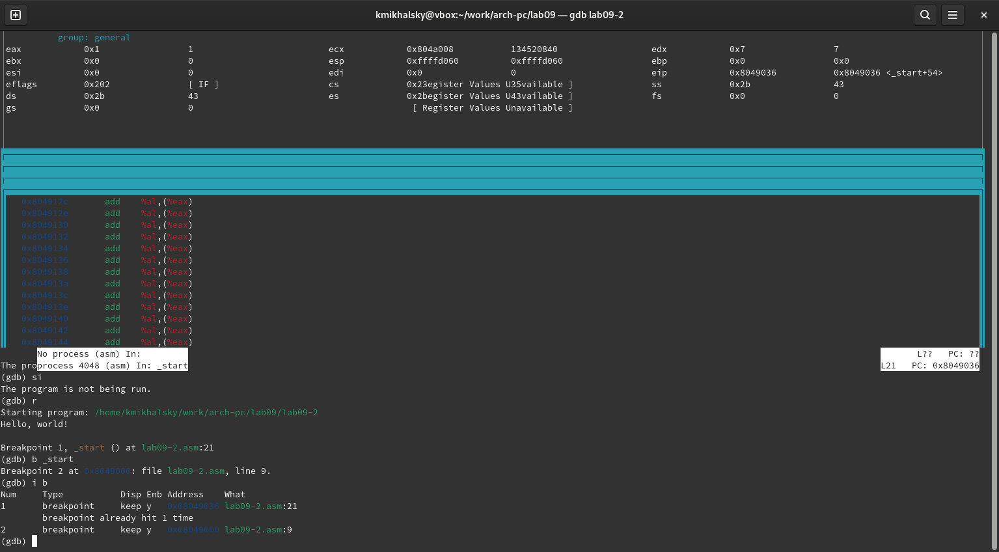 kmikhalsky@vbox:~/work/arch-pc/lab09 — gdb lab09-2
group: general
eax 0x1 1 ecx 0x804a008 134520840 edx 0x7 7
ebx 0x0 0 esp 0xffffd060 0xffffd060 ebp 0x0 0x0
esi 0x0 0 edi 0x0 0 eip 0x8049036 0x8049036 <_start+54>
eflags 0x202 [ IF ] cs 0x23egister Values U35vailable ] ss 0x2b 43
ds 0x2b 43 es 0x2begister Values U43vailable ] fs 0x0 0
gs 0x0 0 [ Register Values Unavailable ]
0x804912c add %al,(%eax)
0x804912e add %al,(%eax)
0x8049130 add %al,(%eax)
0x8049132 add %al,(%eax)
0x8049134 add %al,(%eax)
0x8049136 add %al,(%eax)
0x8049138 add %al,(%eax)
0x804913a add %al,(%eax)
0x804913c add %al,(%eax)
0x804913e add %al,(%eax)
0x8049140 add %al,(%eax)
0x8049142 add %al,(%eax)
0x8049144 add %al,(%eax)
No process (asm) In: L?? PC: ??
The proprocess 4048 (asm) In: _start L21 PC: 0x8049036
(gdb) si
The program is not being run.
(gdb) r
Starting program: /home/kmikhalsky/work/arch-pc/lab09/lab09-2
Hello, world!
Breakpoint 1, _start () at lab09-2.asm:21
(gdb) b _start
Breakpoint 2 at 0x8049000: file lab09-2.asm, line 9.
(gdb) i b
Num Type Disp Enb Address What
1 breakpoint keep y 0x08049036 lab09-2.asm:21
breakpoint already hit 1 time
2 breakpoint keep y 0x08049000 lab09-2.asm:9
(gdb)